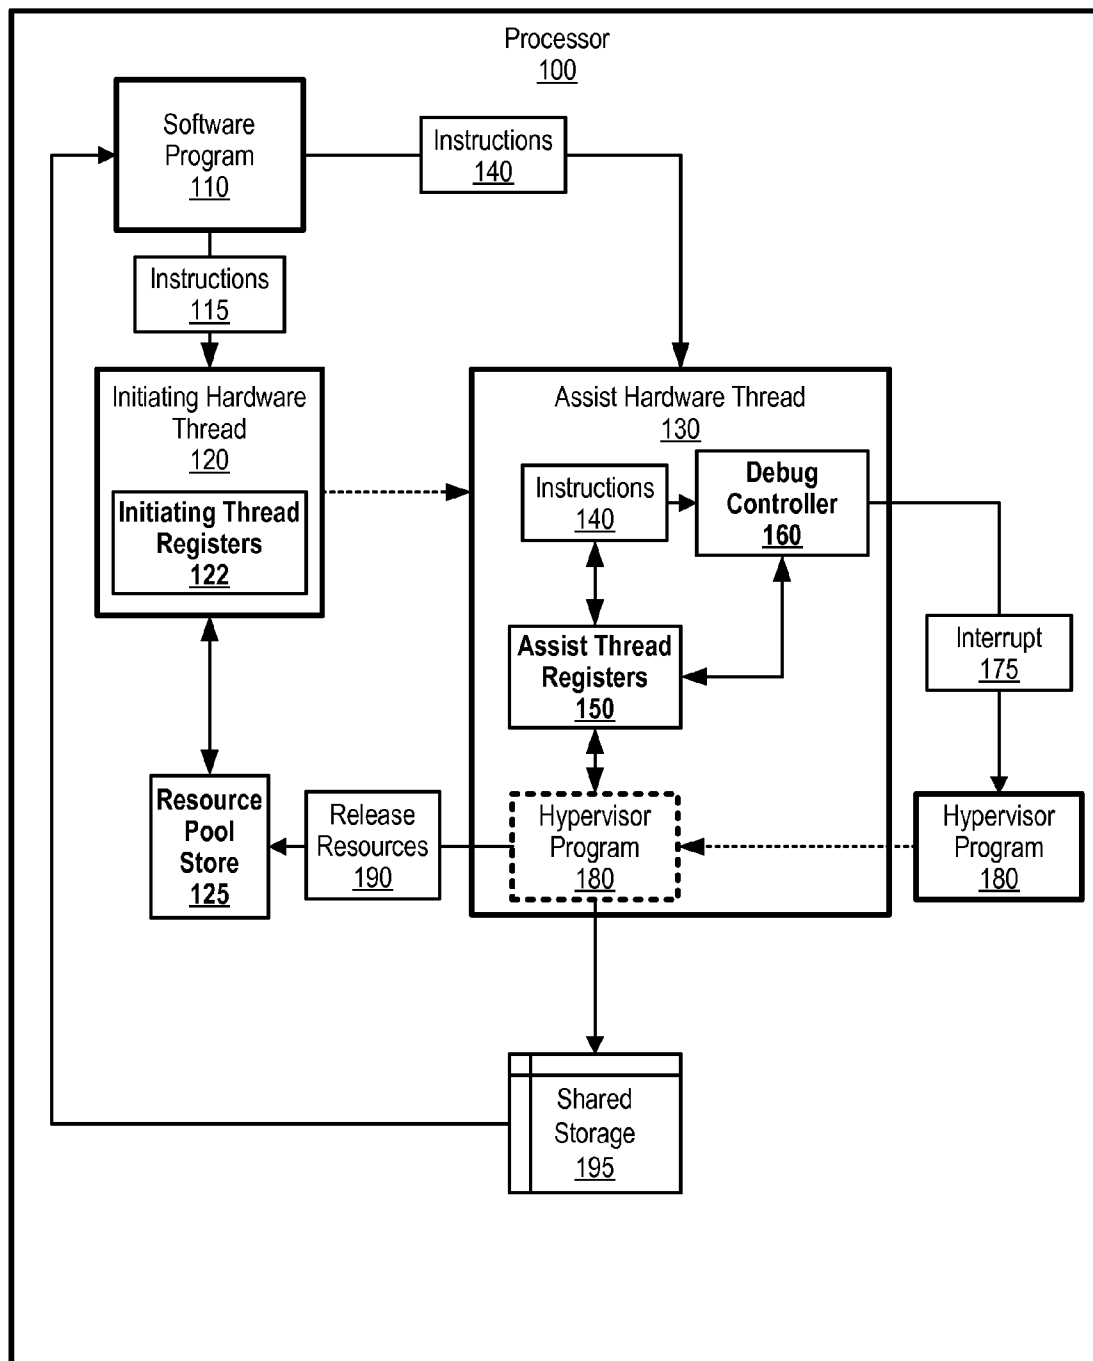 Processor
100
Software
Program
110
Instructions
140
Instructions
115
Initiating Hardware
Thread
120
Initiating Thread
Registers
122
Assist Hardware Thread
130
Instructions
140
Debug
Controller
160
Assist Thread
Registers
150
Interrupt
175
Resource
Pool
Store
125
Release
Resources
190
Hypervisor
Program
180
Hypervisor
Program
180
Shared
Storage
195